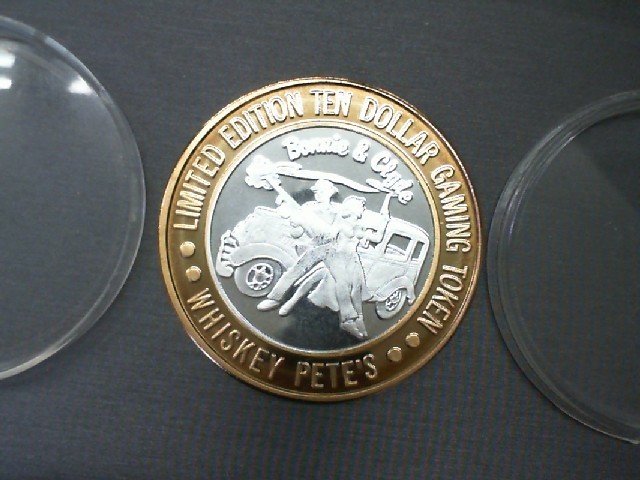 LIMITED EDITION TEN DOLLAR GAMING TOKEN
Bonnie & Clyde
WHISKEY PETE'S